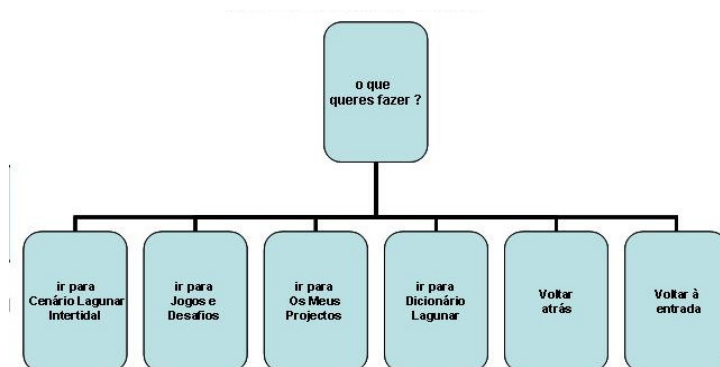 o que
queres fazer ?
ir para
Cenário Lagunar
Intertidal
ir para
Jogos e
Desafios
ir para
Os Meus
Projectos
ir para
Dicionário
Lagunar
Voltar
atrás
Voltar à
entrada